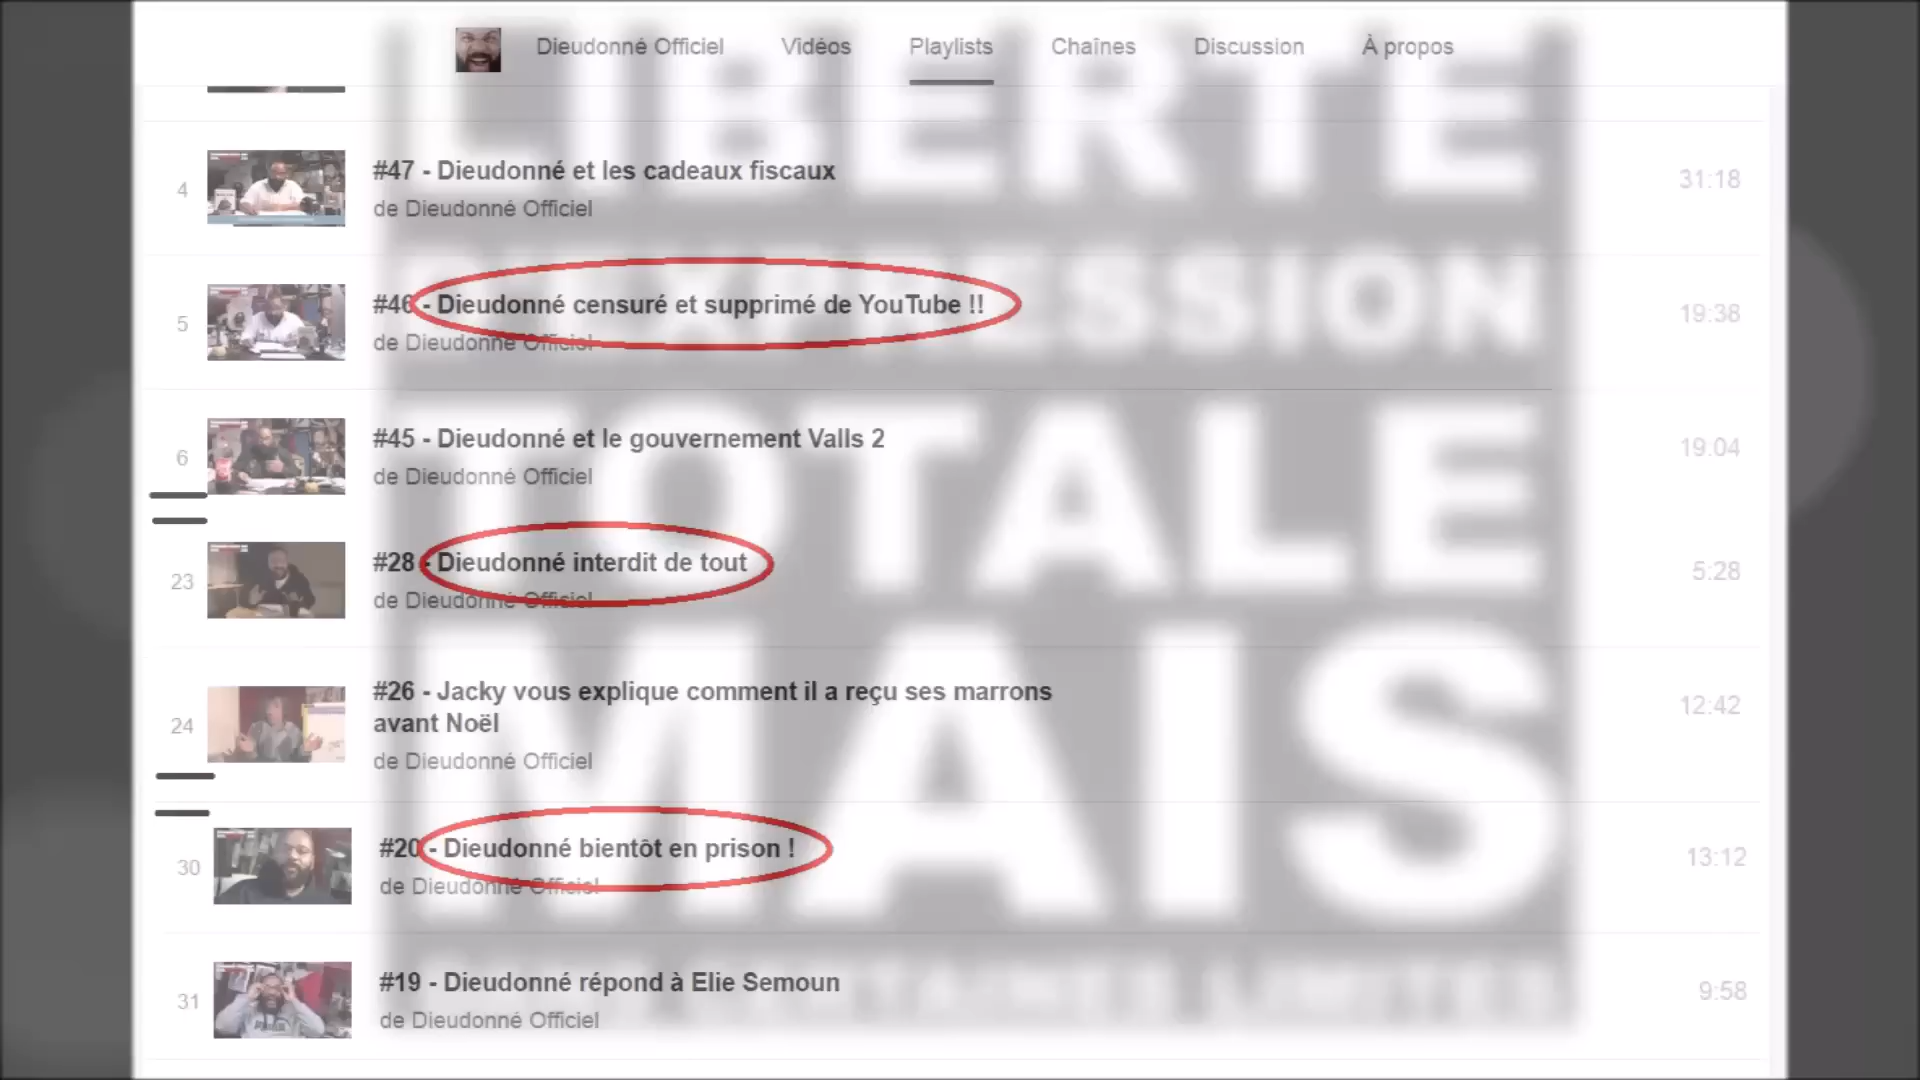 Dieudonné Officiel Vidéos Playlists Chaînes Discussion À propos
LIBERTE
4 #47 - Dieudonné et les cadeaux fiscaux 31:18
de Dieudonné Officiel
D'EXPRESSION
5 #46 - Dieudonné censuré et supprimé de YouTube !! 19:38
de Dieudonné Officiel
TOTALE
6 #45 - Dieudonné et le gouvernement Valls 2 19:04
de Dieudonné Officiel
23 #28 - Dieudonné interdit de tout 5:28
de Dieudonné Officiel
MAIS
24 #26 - Jacky vous explique comment il a reçu ses marrons 12:42
avant Noël
de Dieudonné Officiel
30 #20 - Dieudonné bientôt en prison ! 13:12
de Dieudonné Officiel
31 #19 - Dieudonné répond à Elie Semoun 9:58
de Dieudonné Officiel